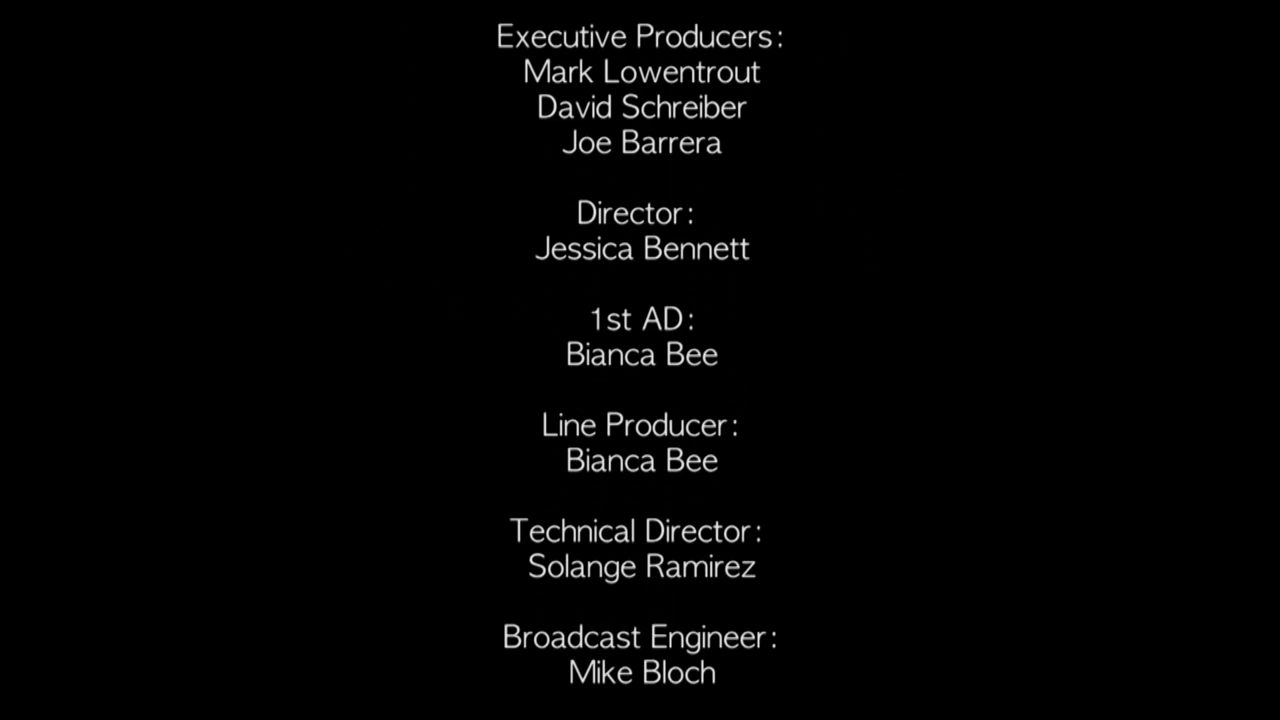 Executive Producers:
Mark Lowentrout
David Schreiber
Joe Barrera
Director:
Jessica Bennett
1st AD:
Bianca Bee
Line Producer:
Bianca Bee
Technical Director:
Solange Ramirez
Broadcast Engineer:
Mike Bloch